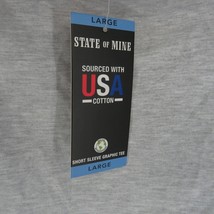 LARGE
STATE OF MINE
SOURCED WITH
USA
COTTON
SHORT SLEEVE GRAPHIC TEE
LARGE